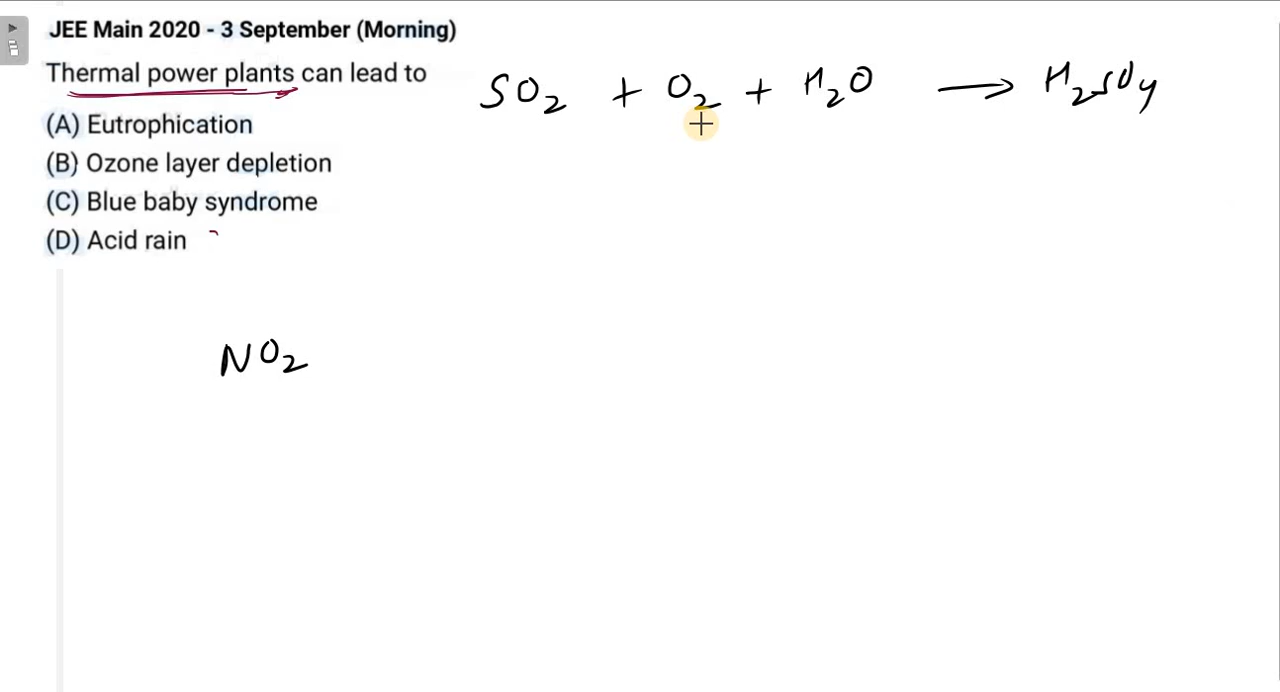 JEE Main 2020 - 3 September (Morning)
Thermal power plants can lead to
SO₂ + O₂ + H₂O ⟶ H₂SO₄
(A) Eutrophication
(B) Ozone layer depletion
(C) Blue baby syndrome
(D) Acid rain
NO₂